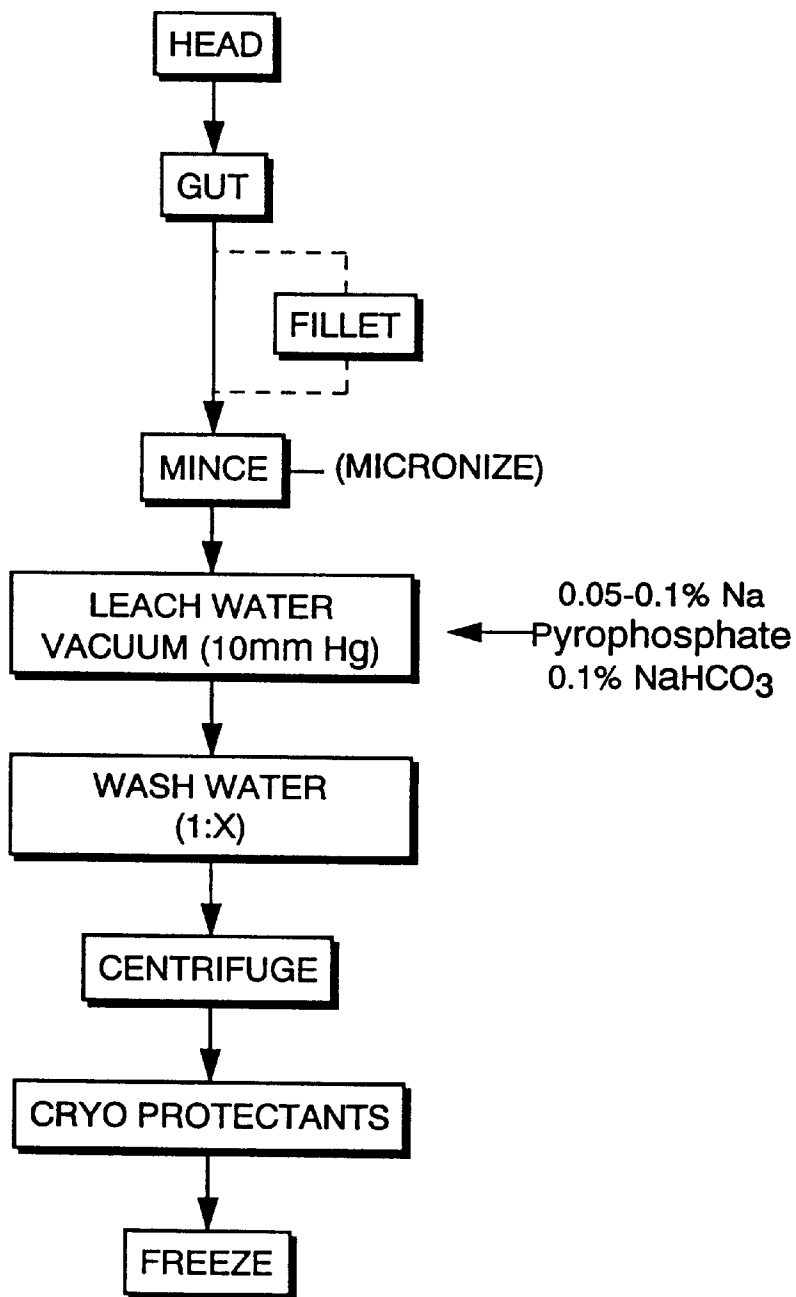 HEAD
GUT
FILLET
MINCE
(MICRONIZE)
LEACH WATER
VACUUM (10mm Hg)
0.05-0.1% Na
Pyrophosphate
0.1% NaHCO3
WASH WATER
(1:X)
CENTRIFUGE
CRYO PROTECTANTS
FREEZE